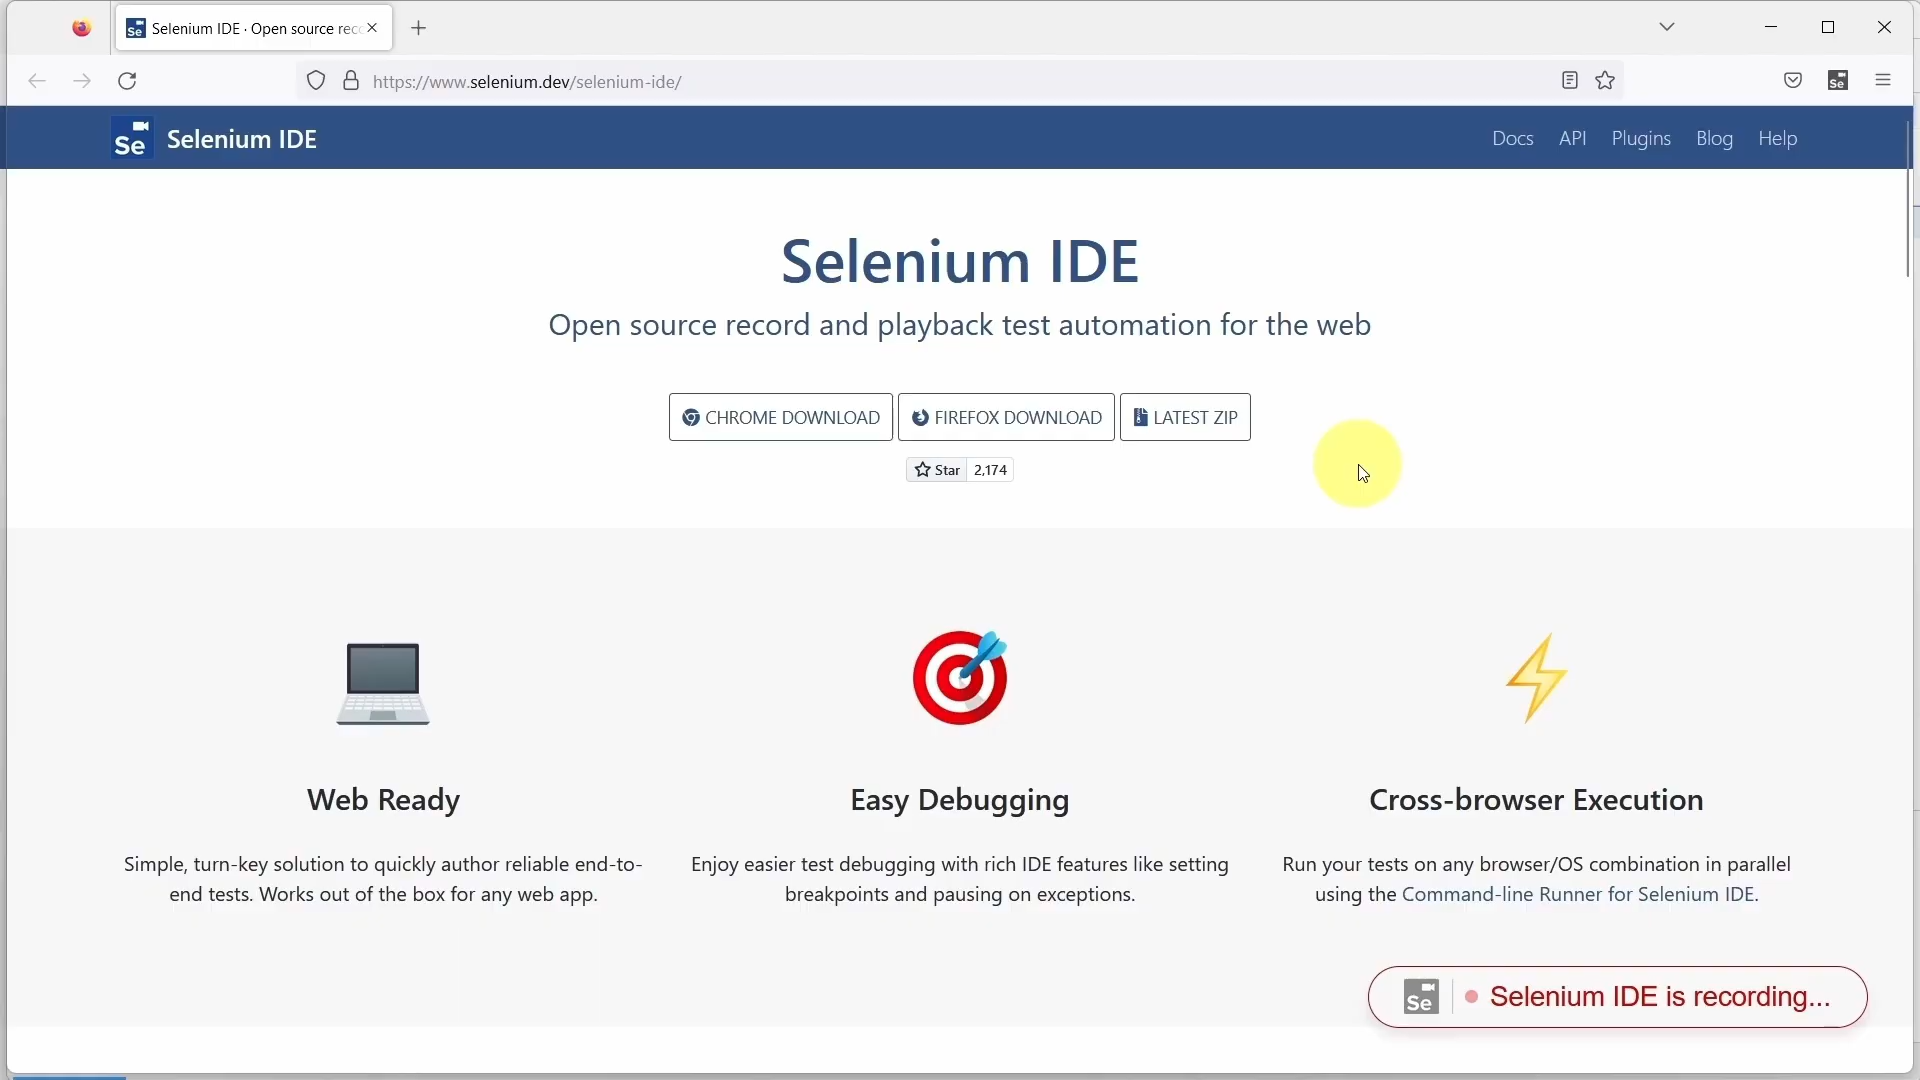 Selenium IDE · Open source rec
https://www.selenium.dev/selenium-ide/
Se
Se
Selenium IDE
Docs
API
Plugins
Blog
Help
Selenium IDE
Open source record and playback test automation for the web
CHROME DOWNLOAD
FIREFOX DOWNLOAD
LATEST ZIP
Star
2,174
Web Ready
Easy Debugging
Cross-browser Execution
Simple, turn-key solution to quickly author reliable end-to-
end tests. Works out of the box for any web app.
Enjoy easier test debugging with rich IDE features like setting
breakpoints and pausing on exceptions.
Run your tests on any browser/OS combination in parallel
using the Command-line Runner for Selenium IDE.
Se
Selenium IDE is recording...